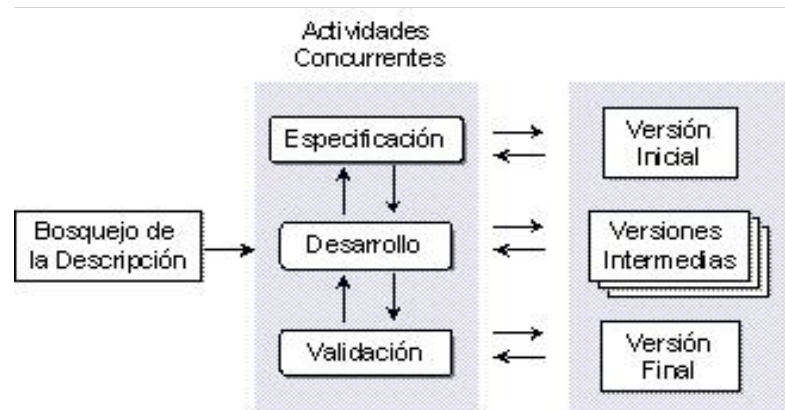 Actividades
Concurrentes
Especificación
Versión
Inicial
Bosquejo de
la Descripción
Desarrollo
Versiones
Intermedias
Validación
Versión
Final